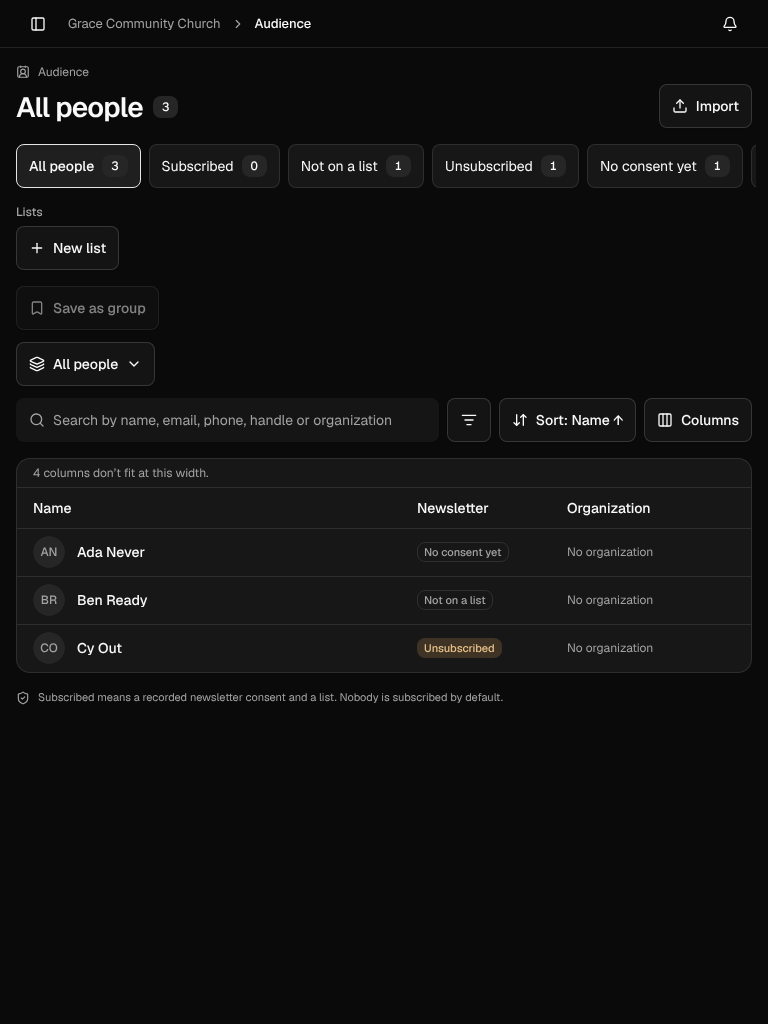 Grace Community Church > Audience
Audience
All people 3
Import
All people 3 Subscribed 0 Not on a list 1 Unsubscribed 1 No consent yet 1
Lists
+ New list
Save as group
All people
Search by name, email, phone, handle or organization
Sort: Name ↑ Columns
4 columns don't fit at this width.
Name Newsletter Organization
AN Ada Never No consent yet No organization
BR Ben Ready Not on a list No organization
CO Cy Out Unsubscribed No organization
Subscribed means a recorded newsletter consent and a list. Nobody is subscribed by default.